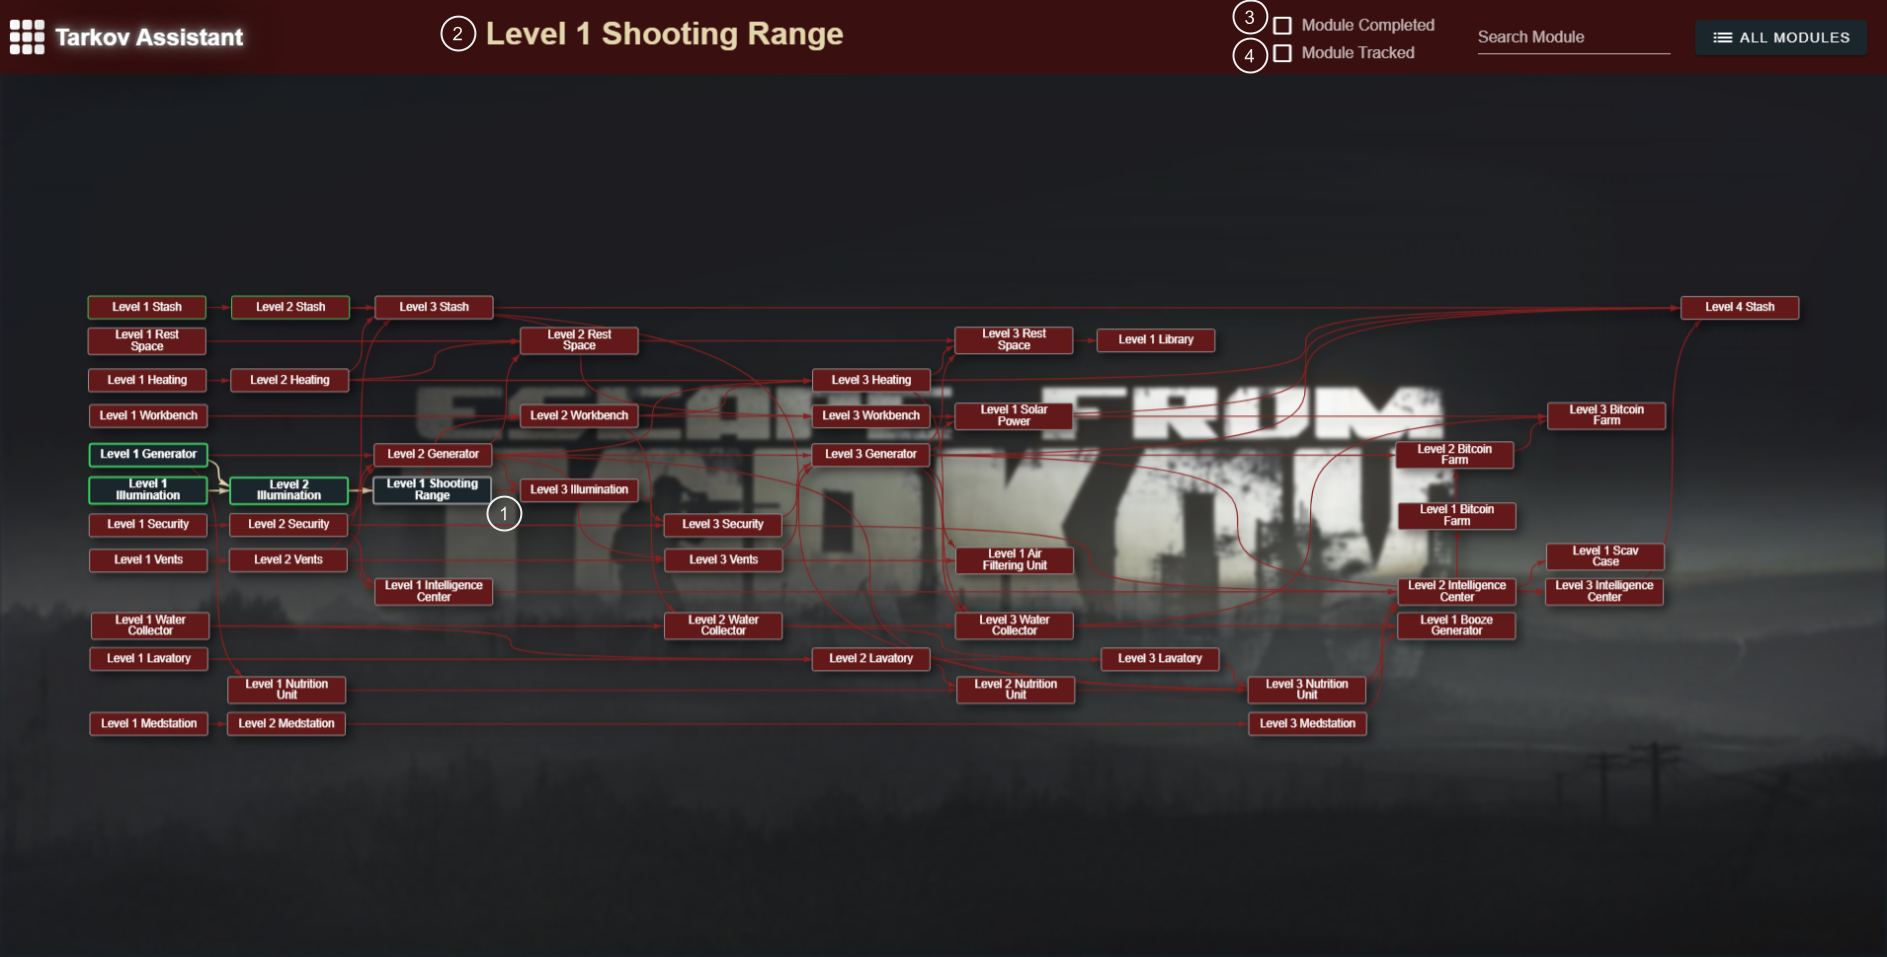 Tarkov Assistant
2 Level 1 Shooting Range
3 Module Completed
4 Module Tracked
Search Module
ALL MODULES
Level 1 Stash
Level 2 Stash
Level 3 Stash
Level 4 Stash
Level 1 Rest
Space
Level 2 Rest
Space
Level 3 Rest
Space
Level 1 Library
Level 1 Heating
Level 2 Heating
Level 3 Heating
Level 1 Workbench
Level 2 Workbench
Level 3 Workbench
Level 1 Solar
Power
Level 3 Bitcoin
Farm
ESCAPE FROM
TARKOV
Level 1 Generator
Level 2 Generator
Level 3 Generator
Level 2 Bitcoin
Farm
Level 1
Illumination
Level 2
Illumination
Level 1 Shooting
Range
1
Level 3 Illumination
Level 1 Bitcoin
Farm
Level 1 Security
Level 2 Security
Level 3 Security
Level 1 Vents
Level 2 Vents
Level 3 Vents
Level 1 Air
Filtering Unit
Level 1 Scav
Case
Level 1 Intelligence
Center
Level 2 Intelligence
Center
Level 3 Intelligence
Center
Level 1 Water
Collector
Level 2 Water
Collector
Level 3 Water
Collector
Level 1 Booze
Generator
Level 1 Lavatory
Level 2 Lavatory
Level 3 Lavatory
Level 1 Nutrition
Unit
Level 2 Nutrition
Unit
Level 3 Nutrition
Unit
Level 1 Medstation
Level 2 Medstation
Level 3 Medstation